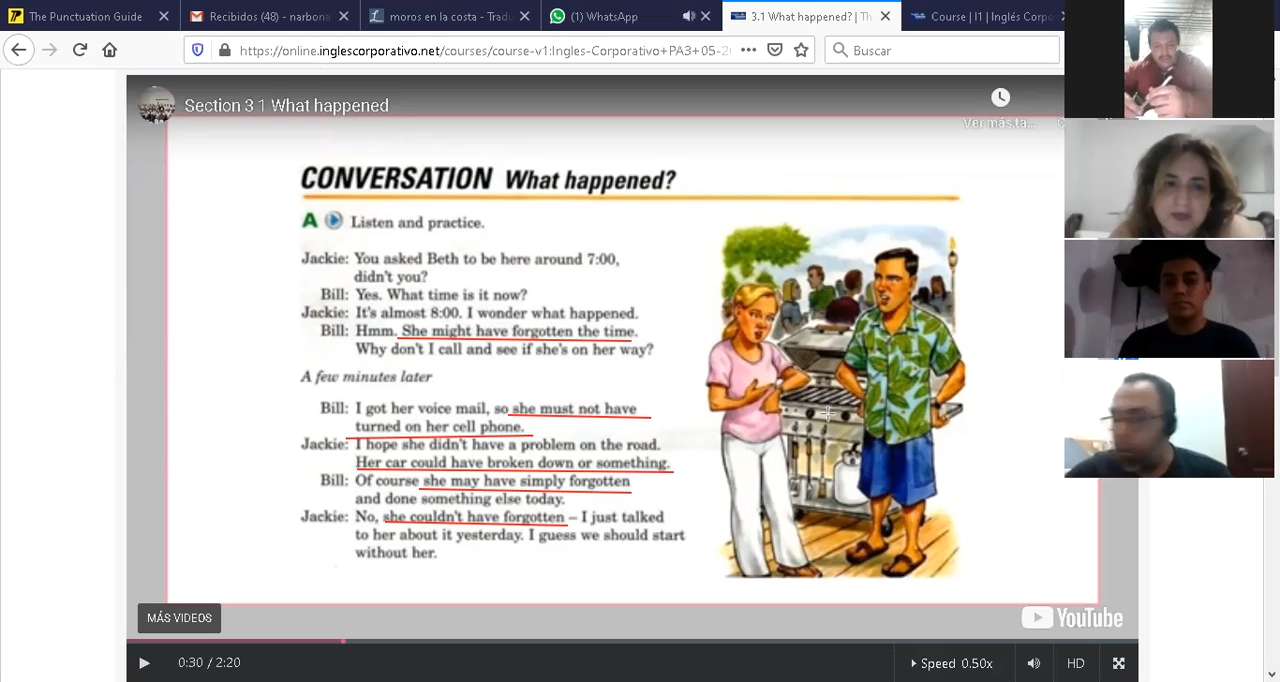 The Punctuation Guide
Recibidos (48) - narbona
moros en la costa - Tradu
(1) WhatsApp
3.1 What happened? | Th
Course | I1 | Inglés Corpo
https://online.inglescorporativo.net/courses/course-v1:Ingles-Corporativo+PA3+05-2
Buscar
Section 3 1 What happened
Ver más ta...
CONVERSATION What happened?
A Listen and practice.
Jackie: You asked Beth to be here around 7:00,
didn't you?
Bill: Yes. What time is it now?
Jackie: It's almost 8:00. I wonder what happened.
Bill: Hmm. She might have forgotten the time.
Why don't I call and see if she's on her way?
A few minutes later
Bill: I got her voice mail, so she must not have
turned on her cell phone.
Jackie: I hope she didn't have a problem on the road.
Her car could have broken down or something.
Bill: Of course she may have simply forgotten
and done something else today.
Jackie: No, she couldn't have forgotten – I just talked
to her about it yesterday. I guess we should start
without her.
MÁS VIDEOS
YouTube
0:30 / 2:20
Speed 0.50x
HD